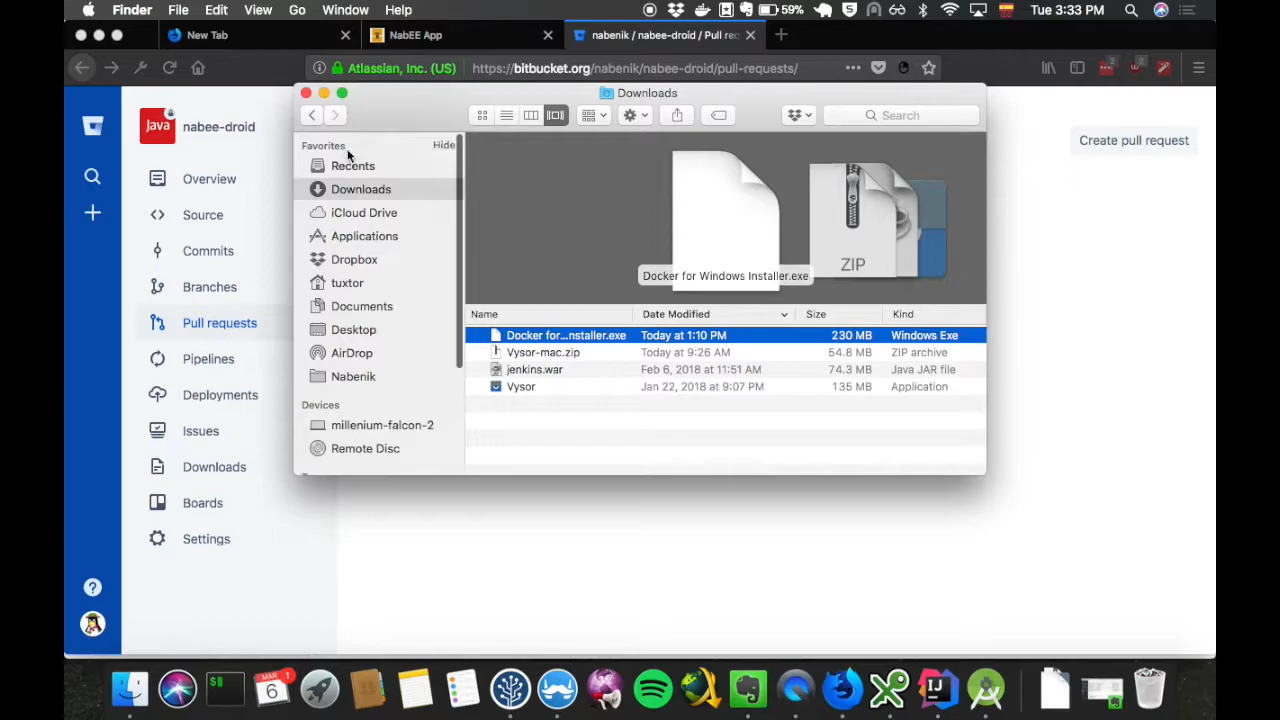 Finder File Edit View Go Window Help 59% Tue 3:33 PM
New Tab NabEE App nabenik / nabee-droid / Pull req
Atlassian, Inc. (US) https://bitbucket.org/nabenik/nabee-droid/pull-requests/
Downloads
Search
Java nabee-droid
Create pull request
Overview
Source
Commits
Branches
Pull requests
Pipelines
Deployments
Issues
Downloads
Boards
Settings
Favorites Hide
Recents
Downloads
iCloud Drive
Applications
Dropbox
tuxtor
Documents
Desktop
AirDrop
Nabenik
Devices
millenium-falcon-2
Remote Disc
ZIP
Docker for Windows Installer.exe
Name Date Modified Size Kind
Docker for...nstaller.exe Today at 1:10 PM 230 MB Windows Exe
Vysor-mac.zip Today at 9:26 AM 54.8 MB ZIP archive
jenkins.war Feb 6, 2018 at 11:51 AM 74.3 MB Java JAR file
Vysor Jan 22, 2018 at 9:07 PM 135 MB Application
MAR 1
6